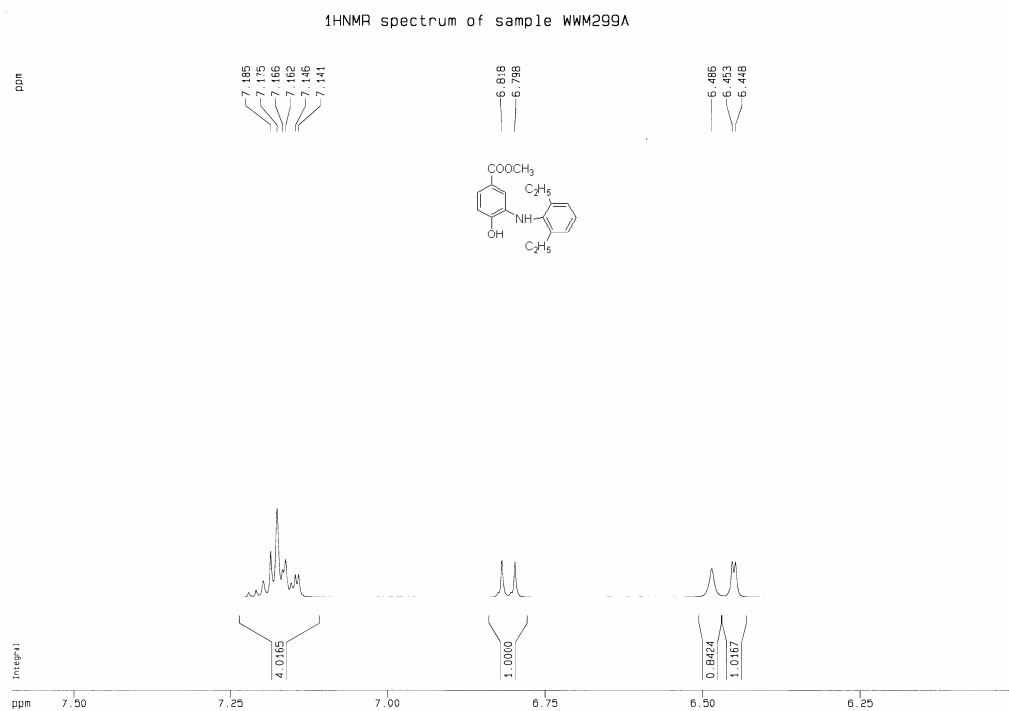 1HNMR spectrum of sample WWM299A
ppm
7.185
7.175
7.166
7.162
7.146
7.141
6.818
6.798
6.486
6.453
6.448
COOCH3
C2H5
NH
OH
C2H5
Integral
4.0165
1.0000
0.8424
1.0167
ppm 7.50 7.25 7.00 6.75 6.50 6.25